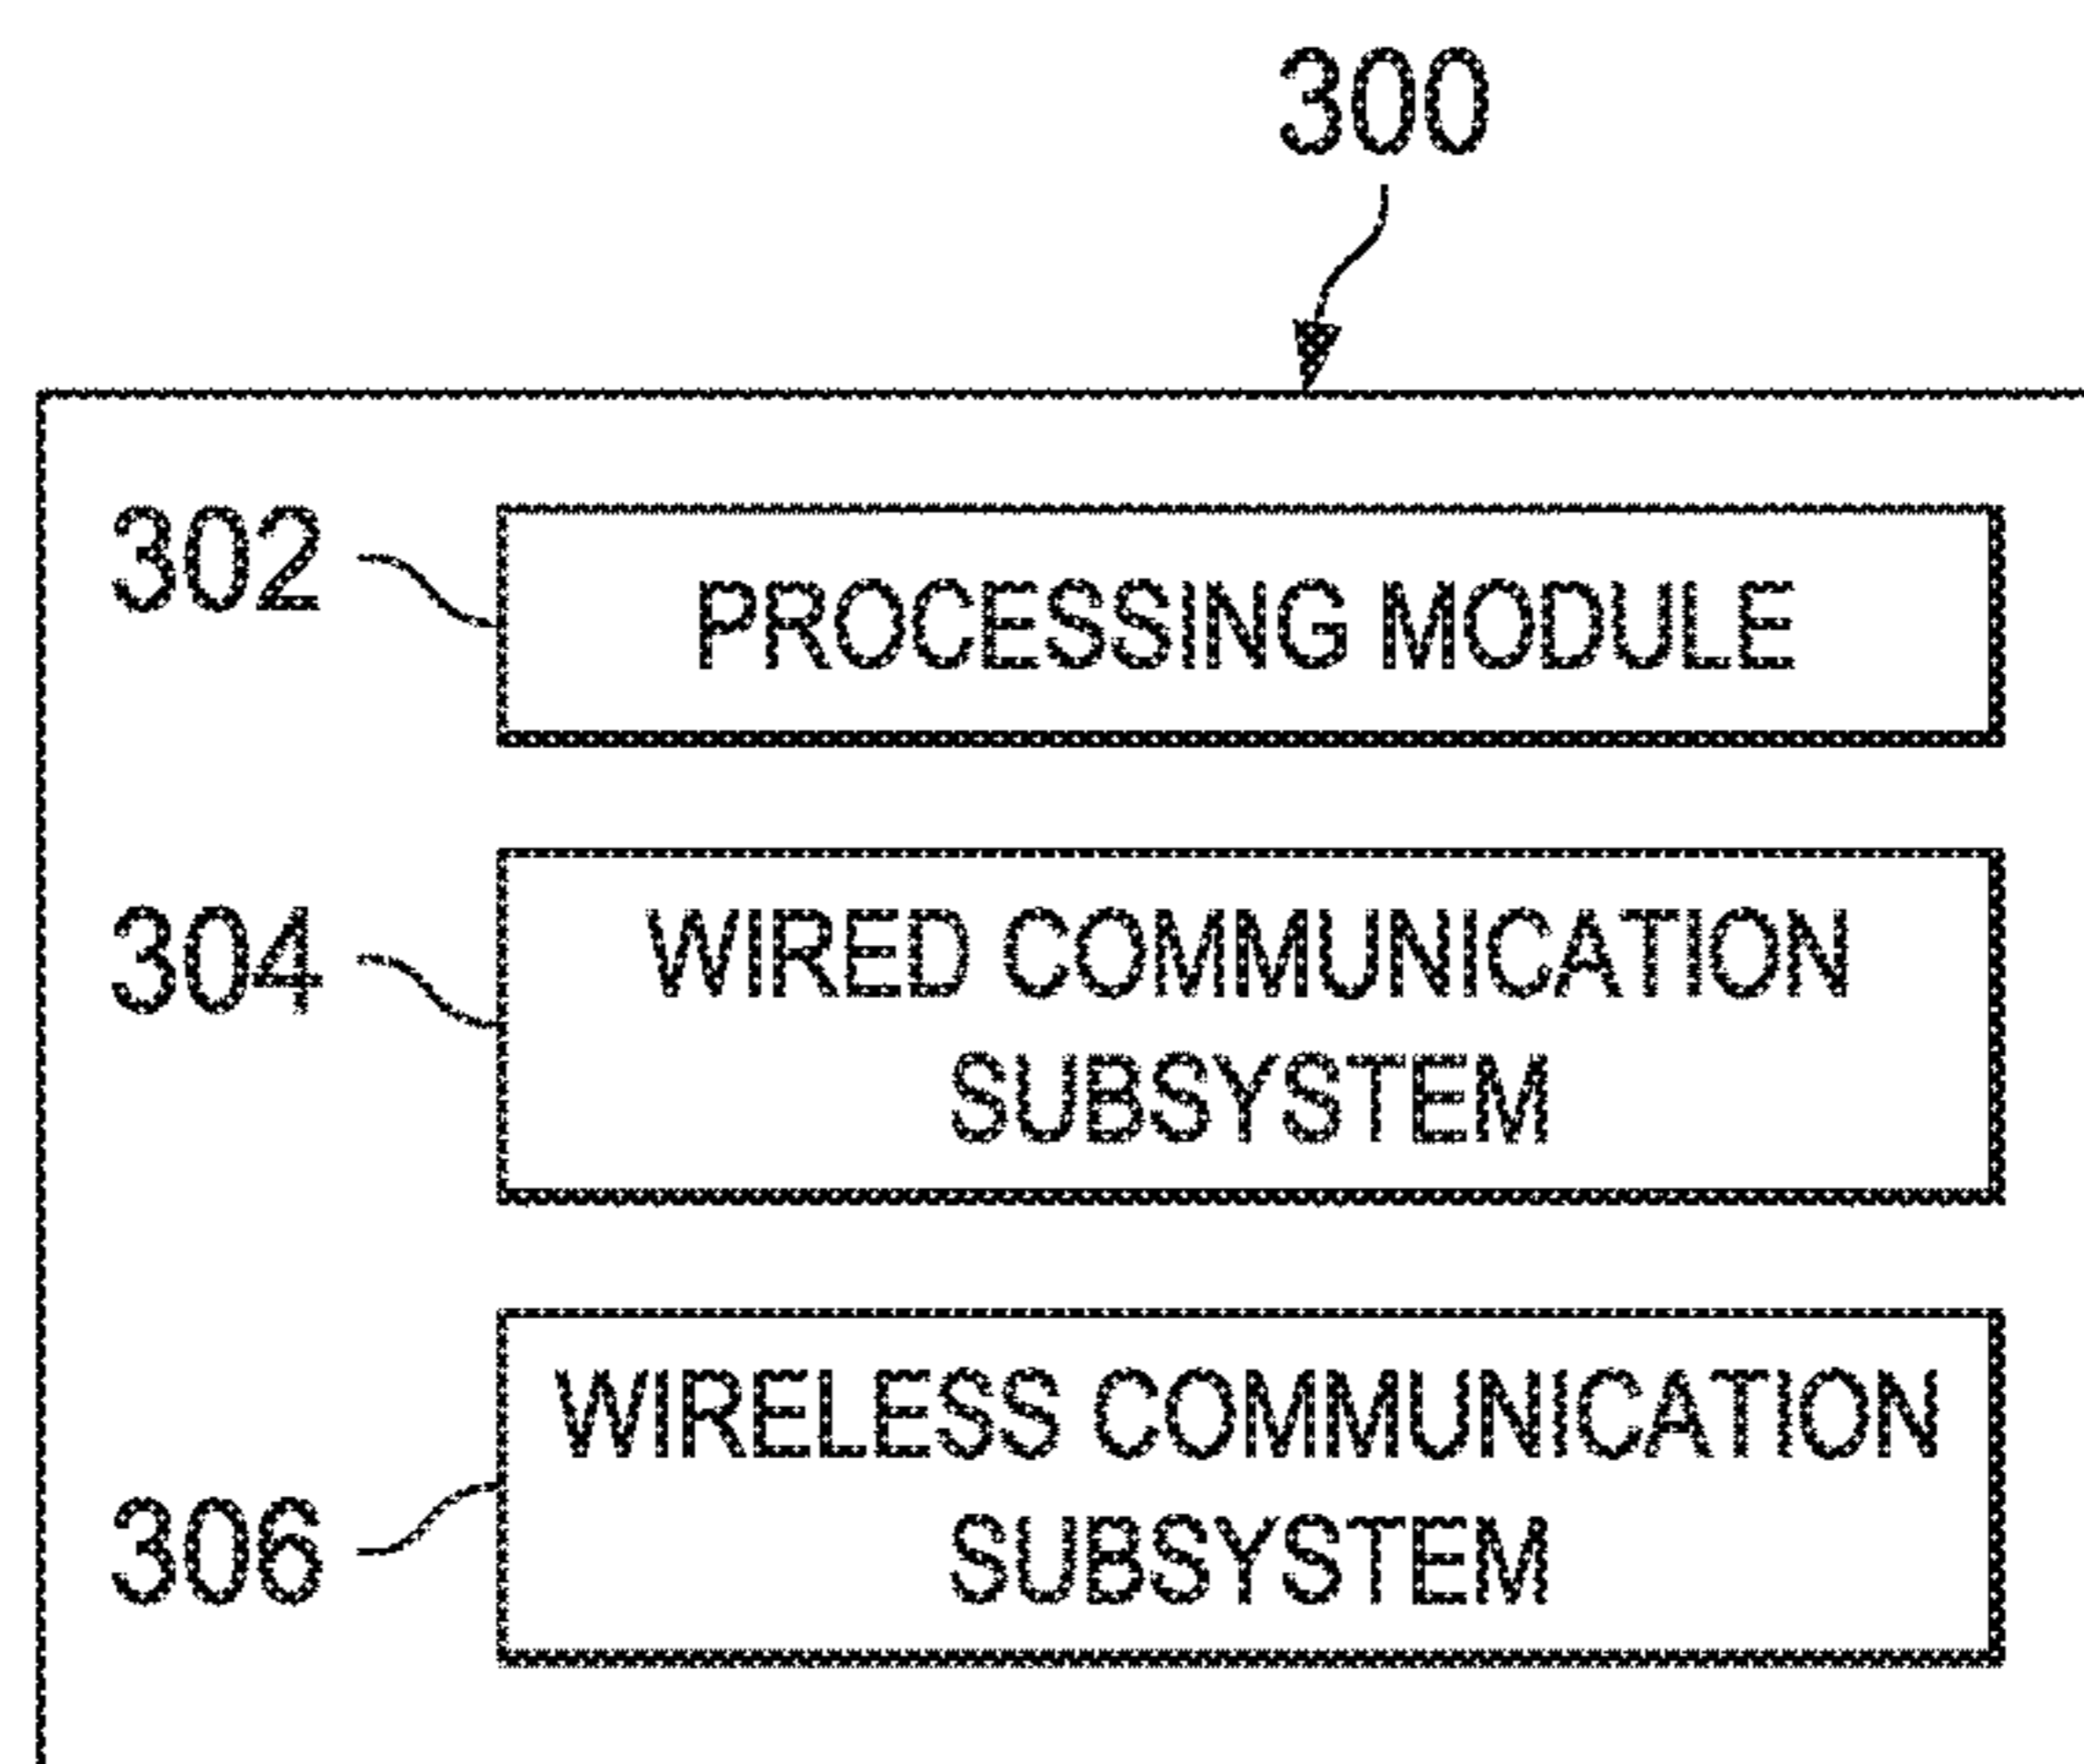 300
302 PROCESSING MODULE
304 WIRED COMMUNICATION
SUBSYSTEM
WIRELESS COMMUNICATION
306 SUBSYSTEM